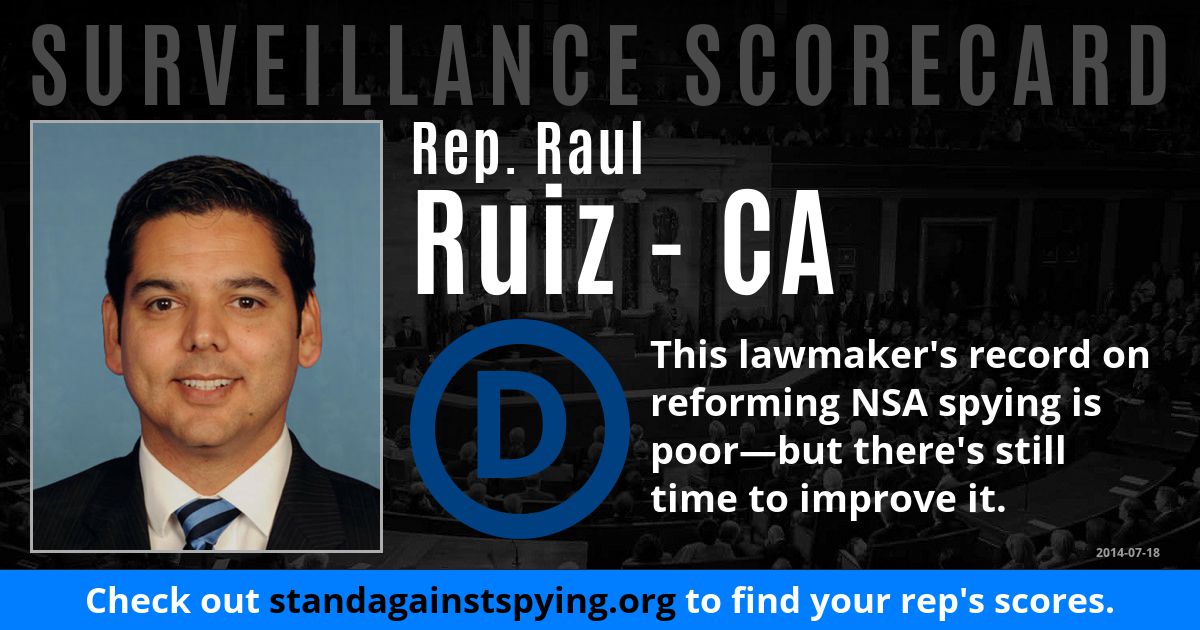 SURVEILLANCE SCORECARD
Rep. Raul
Ruiz - CA
D
This lawmaker's record on
reforming NSA spying is
poor—but there's still
time to improve it.
2014-07-18
Check out standagainstspying.org to find your rep's scores.